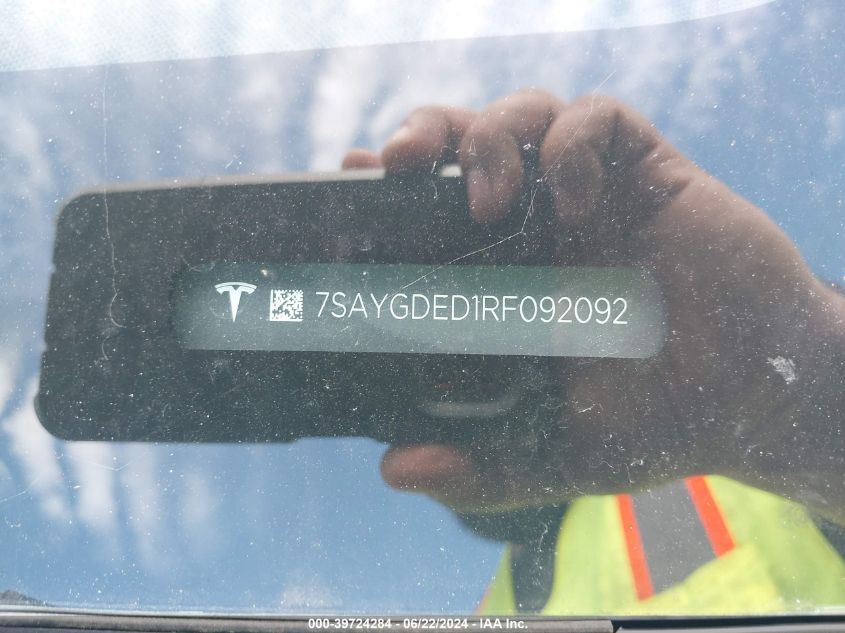 7SAYGDED1RF092092
000-39724284 - 06/22/2024 - IAA Inc.